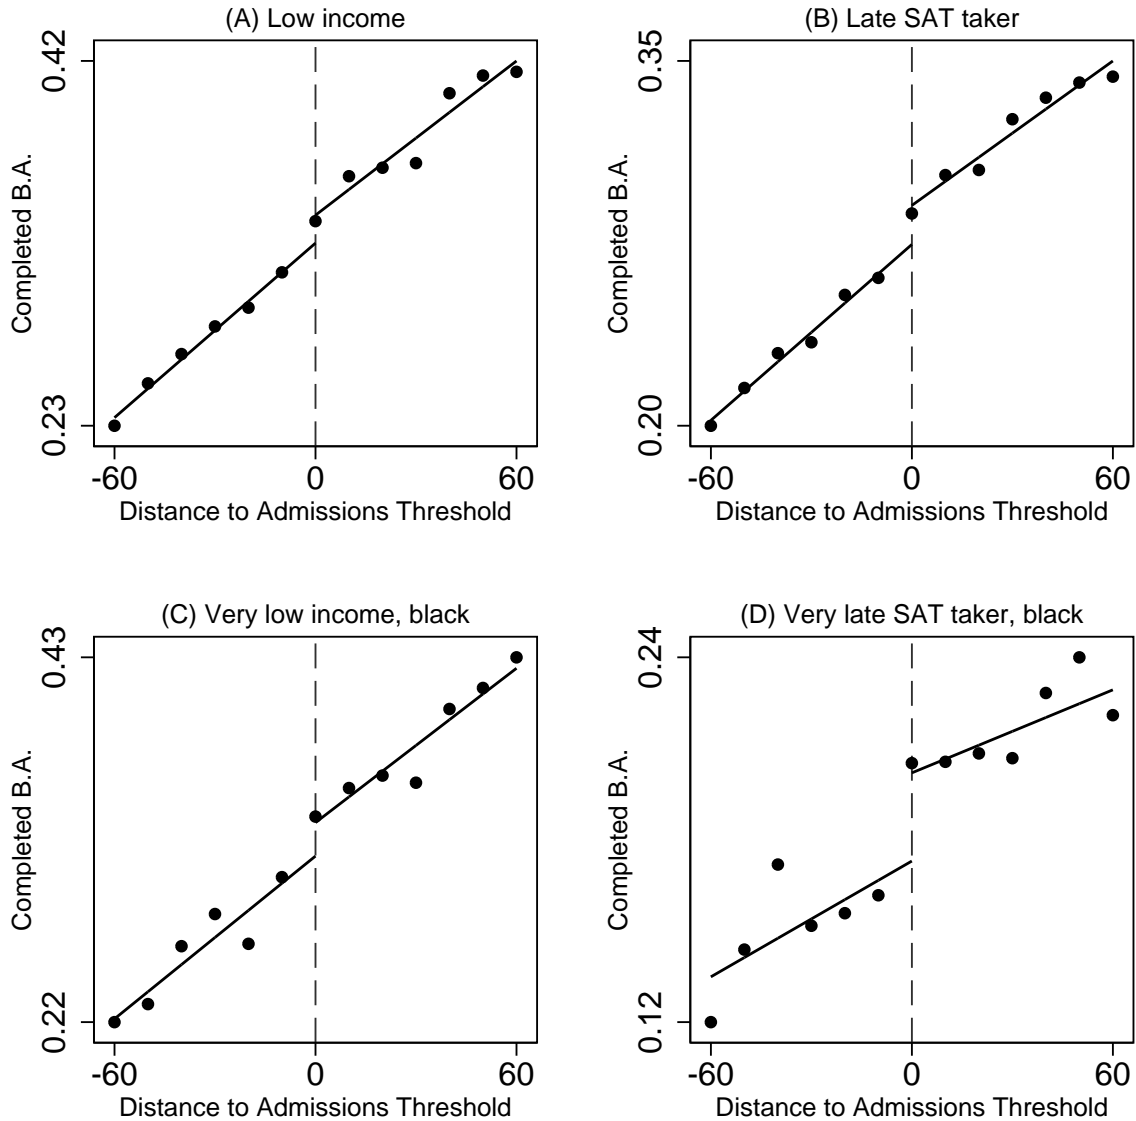 (A) Low income
0.42
Completed B.A.
0.23
-60 0 60
Distance to Admissions Threshold
(B) Late SAT taker
0.35
Completed B.A.
0.20
-60 0 60
Distance to Admissions Threshold
(C) Very low income, black
0.43
Completed B.A.
0.22
-60 0 60
Distance to Admissions Threshold
(D) Very late SAT taker, black
0.24
Completed B.A.
0.12
-60 0 60
Distance to Admissions Threshold